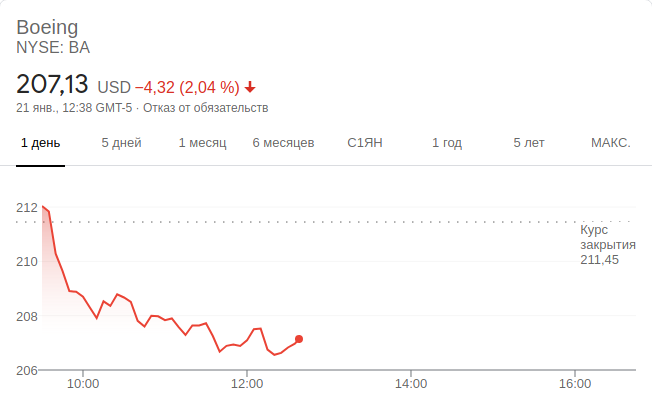 Boeing
NYSE: BA
207,13 USD −4,32 (2,04 %)
21 янв., 12:38 GMT-5 · Отказ от обязательств
1 день 5 дней 1 месяц 6 месяцев С1ЯН 1 год 5 лет МАКС.
212
Курс
закрытия
211,45
210
208
206
10:00 12:00 14:00 16:00